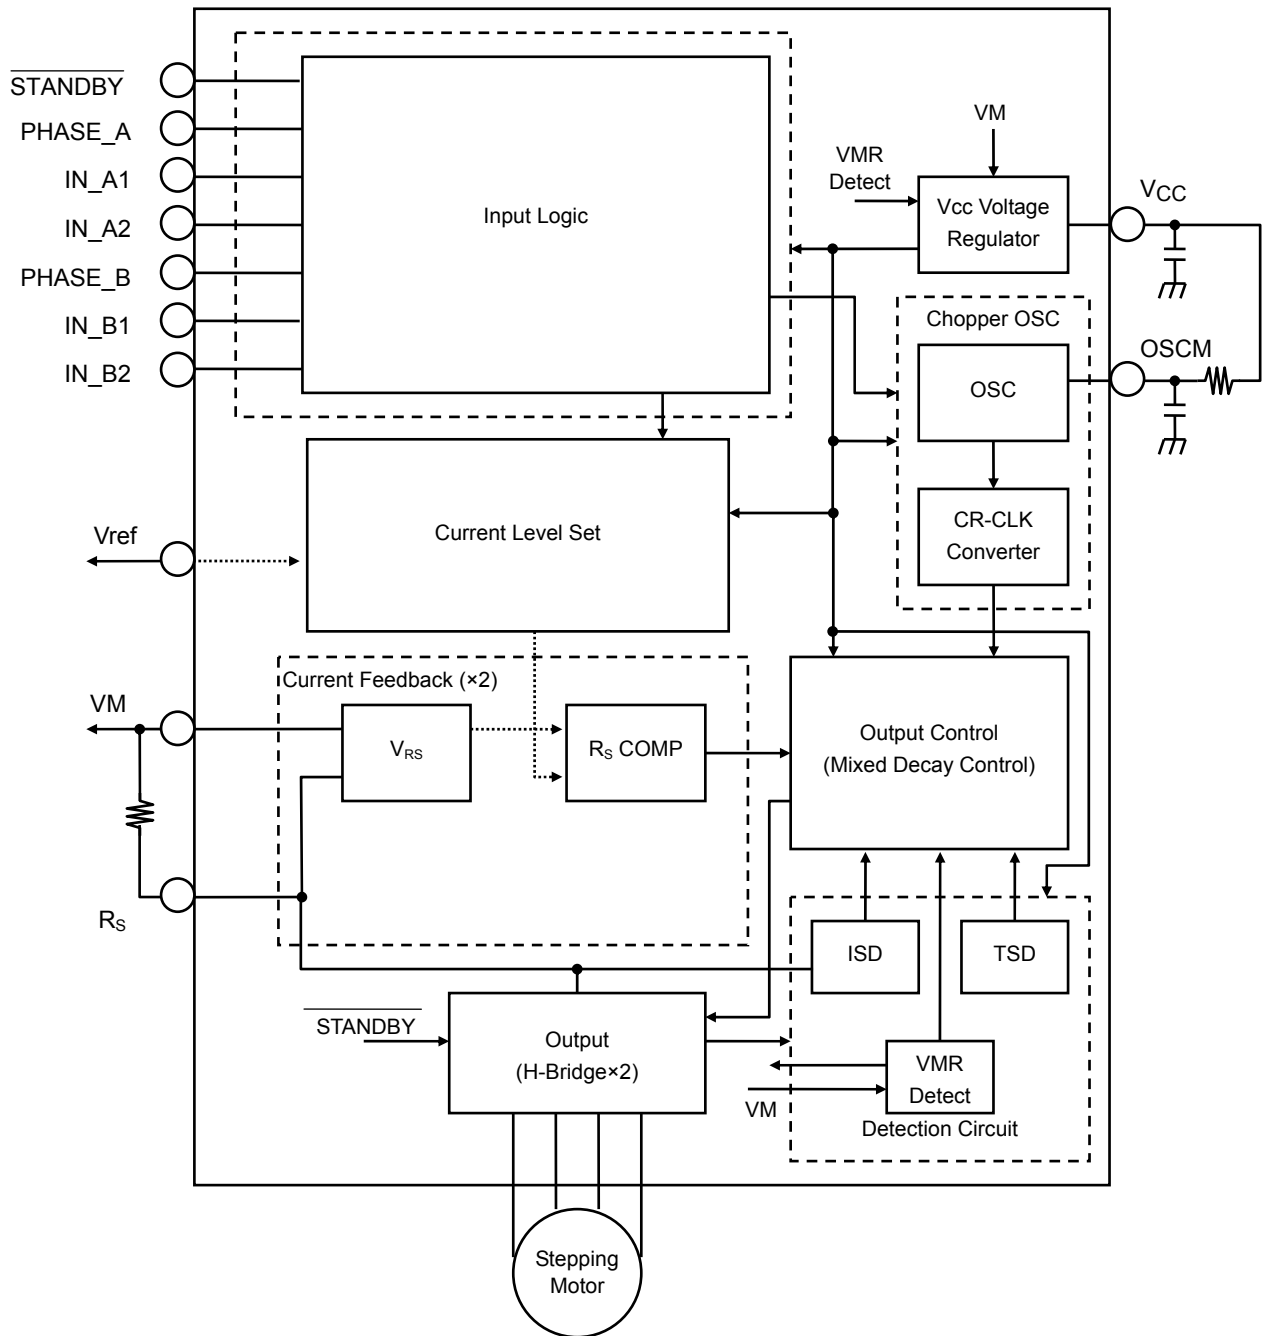 STANDBY
PHASE_A
IN_A1
IN_A2
PHASE_B
IN_B1
IN_B2
Input Logic
VM
VMR
Detect
Vcc Voltage
Regulator
VCC
Chopper OSC
OSC
OSCM
CR-CLK
Converter
Vref
Current Level Set
Current Feedback (×2)
VM
VRS
RS COMP
Output Control
(Mixed Decay Control)
RS
ISD
TSD
STANDBY
Output
(H-Bridge×2)
VM
VMR
Detect
Detection Circuit
Stepping
Motor